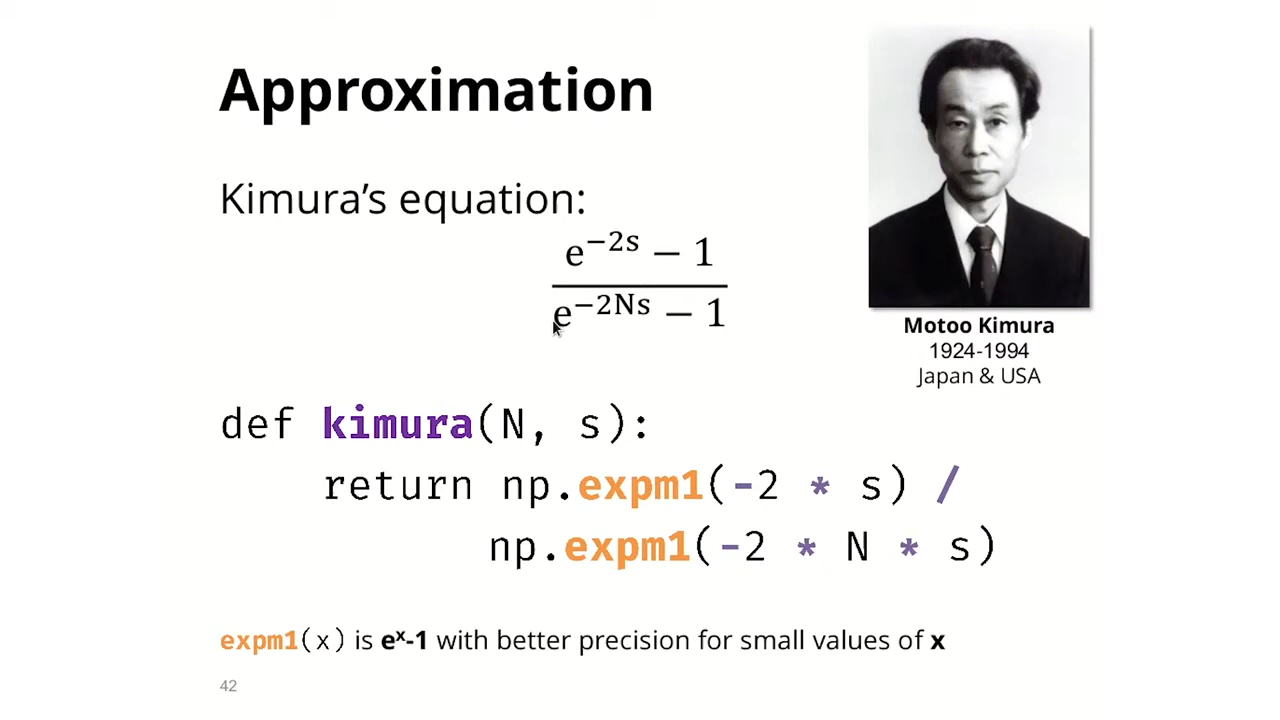 Approximation
Kimura’s equation:
e⁻²ˢ − 1
e⁻²ᴺˢ − 1
Motoo Kimura
1924-1994
Japan & USA
def kimura(N, s):
    return np.expm1(-2 * s) /
           np.expm1(-2 * N * s)
expm1(x) is eˣ-1 with better precision for small values of x
42